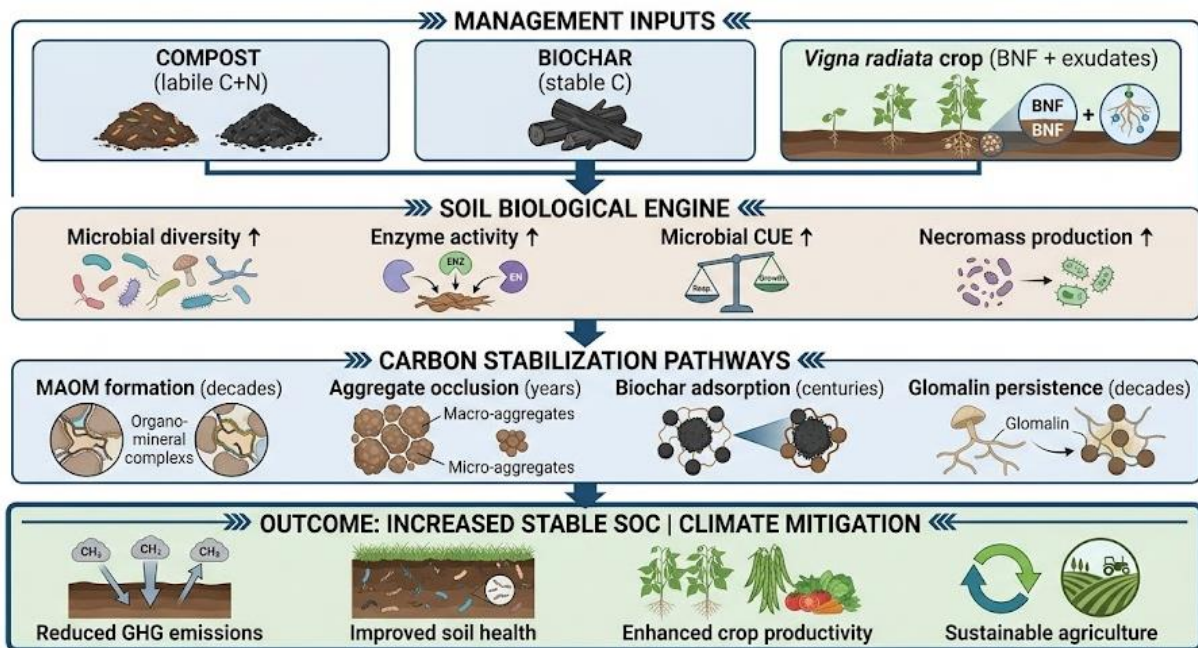 MANAGEMENT INPUTS
COMPOST
(labile C+N)
BIOCHAR
(stable C)
Vigna radiata crop (BNF + exudates)
BNF
BNF
+
SOIL BIOLOGICAL ENGINE
Microbial diversity ↑
Enzyme activity ↑
ENZ
EN
Microbial CUE ↑
Resp.
Growth
Necromass production ↑
CARBON STABILIZATION PATHWAYS
MAOM formation (decades)
Organo-
mineral
complexs
Aggregate occlusion (years)
Macro-aggregates
Micro-aggregates
Biochar adsorption (centuries)
Glomalin persistence (decades)
Glomalin
OUTCOME: INCREASED STABLE SOC | CLIMATE MITIGATION
CH₂
Reduced GHG emissions
Improved soil health
Enhanced crop productivity
Sustainable agriculture